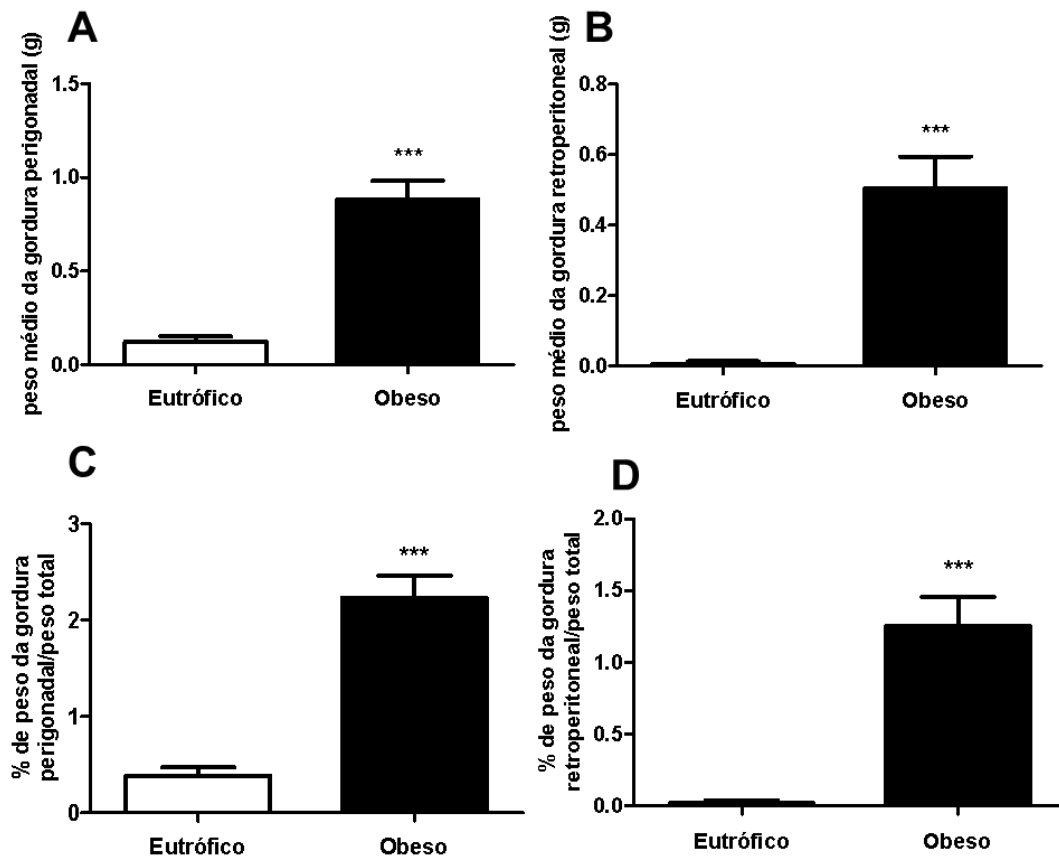 A
peso médio da gordura perigonadal (g)
1.5
1.0
0.5
0.0
***
Eutrófico
Obeso
B
peso médio da gordura retroperitoneal (g)
0.8
0.6
0.4
0.2
0.0
***
Eutrófico
Obeso
C
% de peso da gordura
perigonadal/peso total
3
2
1
0
***
Eutrófico
Obeso
D
% de peso da gordura
retroperitoneal/peso total
2.0
1.5
1.0
0.5
0.0
***
Eutrófico
Obeso